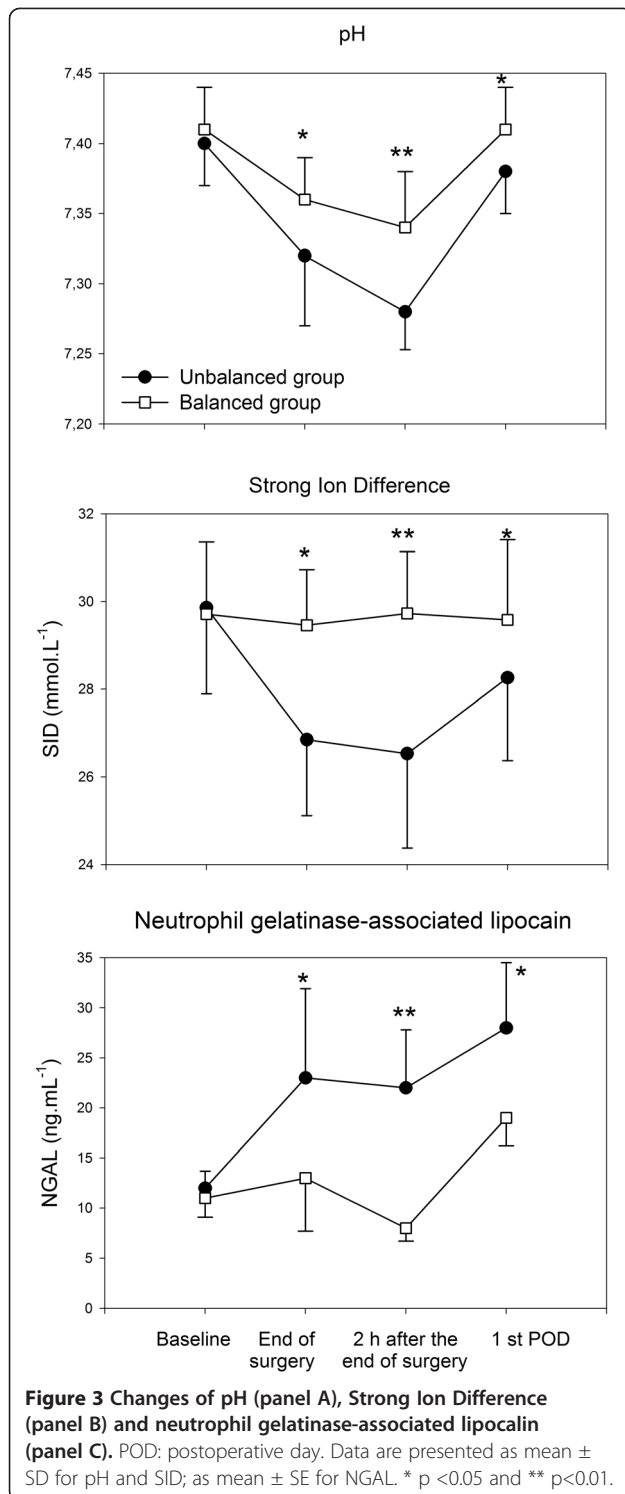 pH
7,45
7,40
7,35
7,30
7,25
7,20
*
**
*
Unbalanced group
Balanced group
Strong Ion Difference
SID (mmol.L⁻¹)
32
30
28
26
24
*
**
*
Neutrophil gelatinase-associated lipocain
NGAL (ng.mL⁻¹)
35
30
25
20
15
10
5
0
*
**
*
Baseline
End of
surgery
2 h after the
end of surgery
1 st POD
Figure 3 Changes of pH (panel A), Strong Ion Difference
(panel B) and neutrophil gelatinase-associated lipocalin
(panel C). POD: postoperative day. Data are presented as mean ±
SD for pH and SID; as mean ± SE for NGAL. * p <0.05 and ** p<0.01.